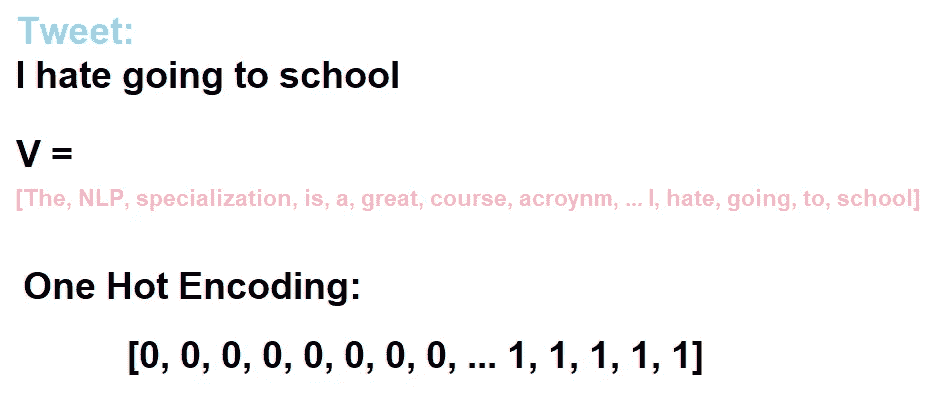 Tweet:
I hate going to school
V =
[The, NLP, specialization, is, a, great, course, acroynm, ... I, hate, going, to, school]
One Hot Encoding:
[0, 0, 0, 0, 0, 0, 0, 0, ... 1, 1, 1, 1, 1]